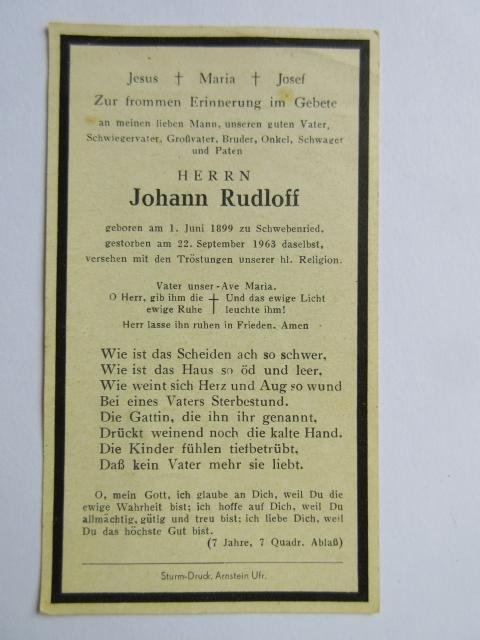 Jesus † Maria † Josef
Zur frommen Erinnerung im Gebete
an meinen lieben Mann, unseren guten Vater,
Schwiegervater, Großvater, Bruder, Onkel, Schwager
und Paten
HERRN
Johann Rudloff
geboren am 1. Juni 1899 zu Schwebenried,
gestorben am 22. September 1963 daselbst,
versehen mit den Tröstungen unserer hl. Religion.
Vater unser - Ave Maria.
O Herr, gib ihm die † Und das ewige Licht
ewige Ruhe leuchte ihm!
Herr lasse ihn ruhen in Frieden. Amen
Wie ist das Scheiden ach so schwer,
Wie ist das Haus so öd und leer,
Wie weint sich Herz und Aug so wund
Bei eines Vaters Sterbestund.
Die Gattin, die ihn ihr genannt,
Drückt weinend noch die kalte Hand.
Die Kinder fühlen tiefbetrübt,
Daß kein Vater mehr sie liebt.
O, mein Gott, ich glaube an Dich, weil Du die
ewige Wahrheit bist; ich hoffe auf Dich, weil Du
allmächtig, gütig und treu bist; ich liebe Dich, weil
Du das höchste Gut bist.
(7 Jahre, 7 Quadr. Ablaß)
Sturm-Druck, Arnstein Ufr.